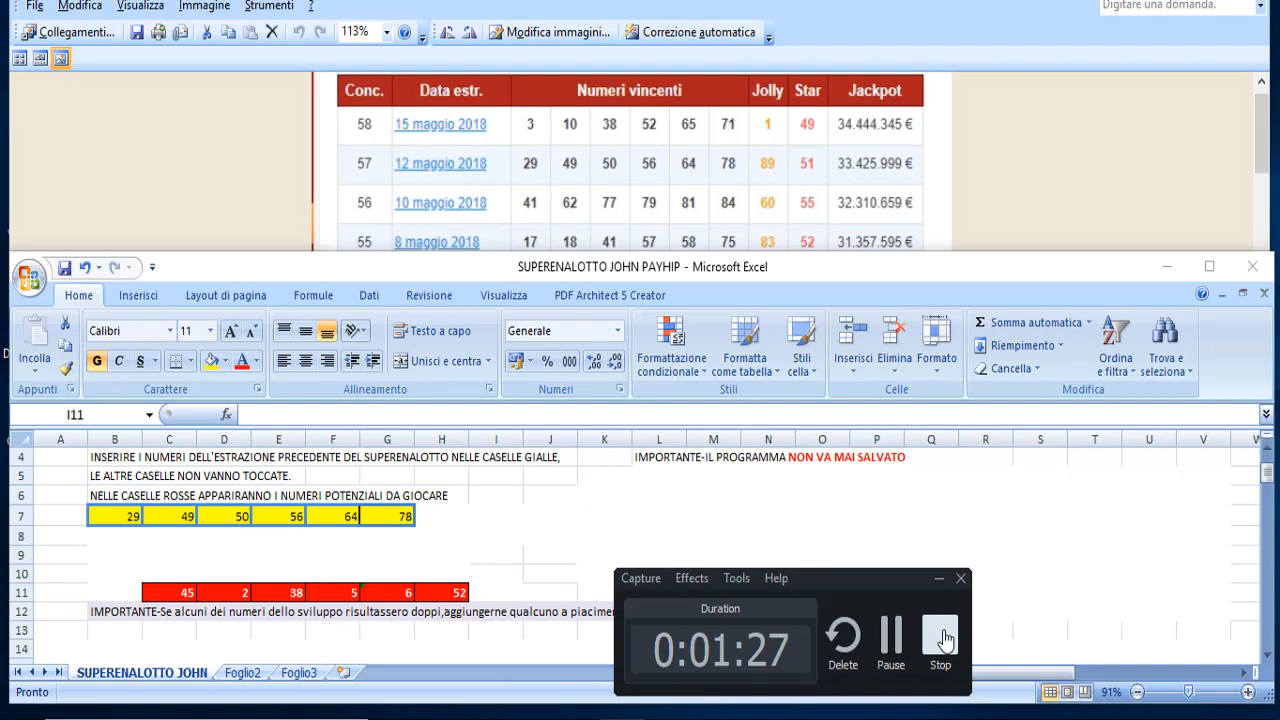 File Modifica Visualizza Immagine Strumenti ?
Digitare una domanda.
Collegamenti... 113% Modifica immagini... Correzione automatica
Conc. Data estr. Numeri vincenti Jolly Star Jackpot
58 15 maggio 2018 3 10 38 52 65 71 1 49 34.444.345 €
57 12 maggio 2018 29 49 50 56 64 78 89 51 33.425.999 €
56 10 maggio 2018 41 62 77 79 81 84 60 55 32.310.659 €
55 8 maggio 2018 17 18 41 57 58 75 83 52 31.357.595 €
SUPERENALOTTO JOHN PAYHIP - Microsoft Excel
Home Inserisci Layout di pagina Formule Dati Revisione Visualizza PDF Architect 5 Creator
Calibri 11 A A Testo a capo Generale Somma automatica
Incolla Riempimento
G C S A Unisci e centra % 000 Cancella
Formattazione condizionale Formatta come tabella Stili cella Inserisci Elimina Formato Ordina e filtra Trova e seleziona
Appunti Carattere Allineamento Numeri Stili Celle Modifica
I11 fx
A B C D E F G H I J K L M N O P Q R S T U V W
4 INSERIRE I NUMERI DELL'ESTRAZIONE PRECEDENTE DEL SUPERENALOTTO NELLE CASELLE GIALLE, IMPORTANTE-IL PROGRAMMA NON VA MAI SALVATO
5 LE ALTRE CASELLE NON VANNO TOCCATE.
6 NELLE CASELLE ROSSE APPARIRANNO I NUMERI POTENZIALI DA GIOCARE
7 29 49 50 56 64 78
8
9
10
11 45 2 38 5 6 52
12 IMPORTANTE-Se alcuni dei numeri dello sviluppo risultassero doppi,aggiungerne qualcuno a piacimen
13
14
Capture Effects Tools Help
Duration
0:01:27
Delete Pause Stop
SUPERENALOTTO JOHN Foglio2 Foglio3
Pronto 91%